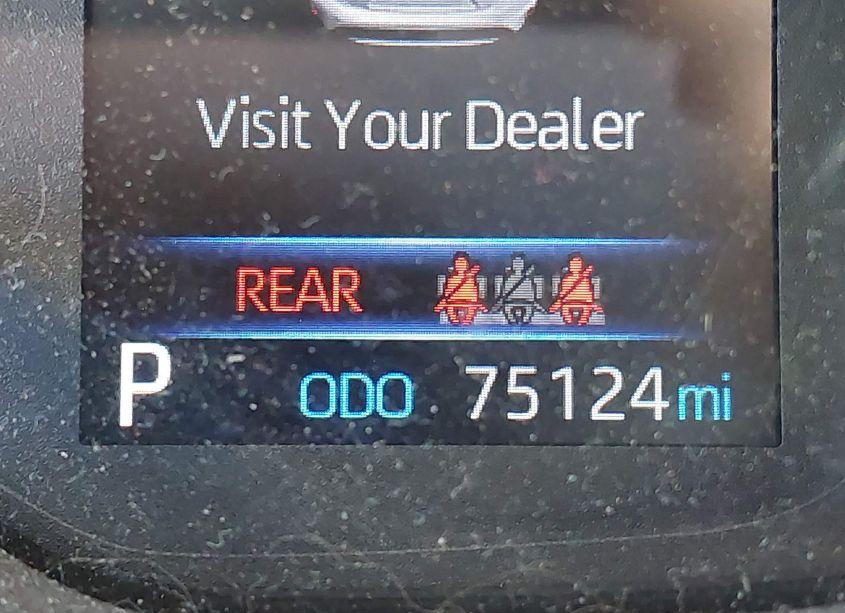 Visit Your Dealer
REAR
P ODO 75124 mi